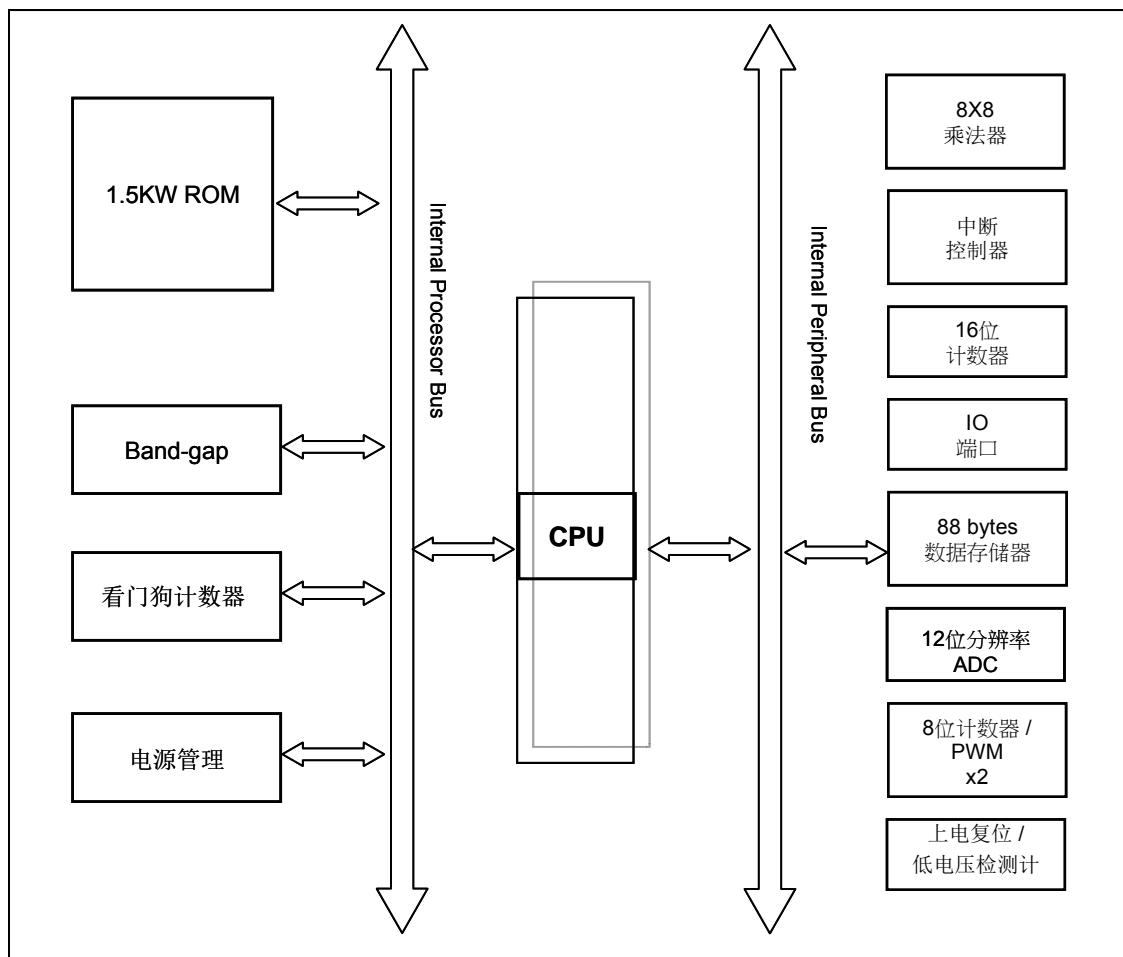 1.5KW ROM
Band-gap
看门狗计数器
电源管理
Internal Processor Bus
CPU
Internal Peripheral Bus
8X8
乘法器
中断
控制器
16位
计数器
IO
端口
88 bytes
数据存储器
12位分辨率
ADC
8位计数器 /
PWM
x2
上电复位 /
低电压检测计